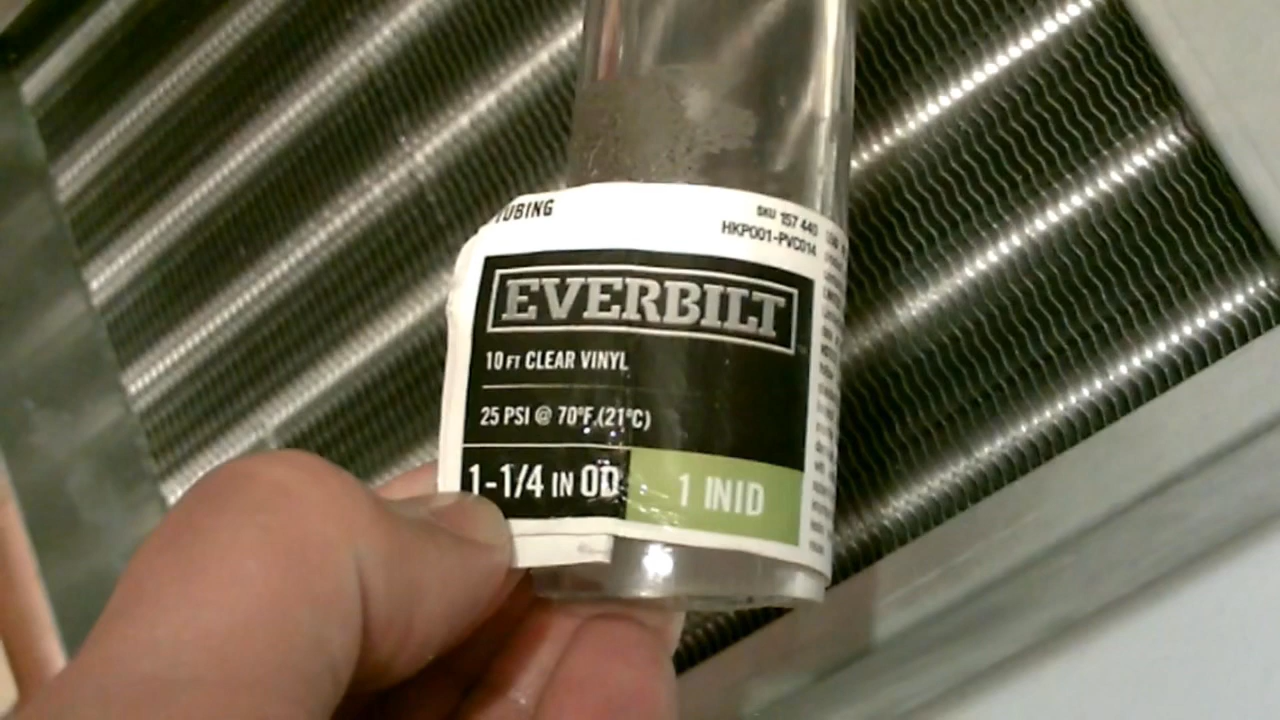 TUBING
SKU 157 440
HKP001-PVC014
EVERBILT
10 FT CLEAR VINYL
25 PSI @ 70°F.(21°C)
1-1/4 IN OD
1 IN ID